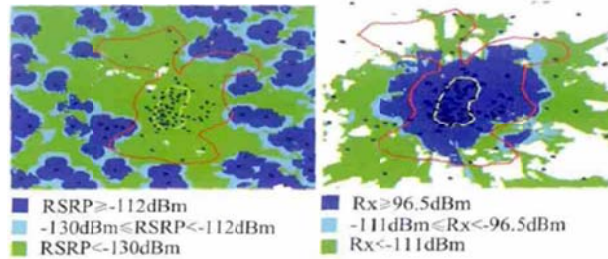 RSRP≥-112dBm
-130dBm≤RSRP<-112dBm
RSRP<-130dBm
Rx≥96.5dBm
-111dBm≤Rx<-96.5dBm
Rx<-111dBm